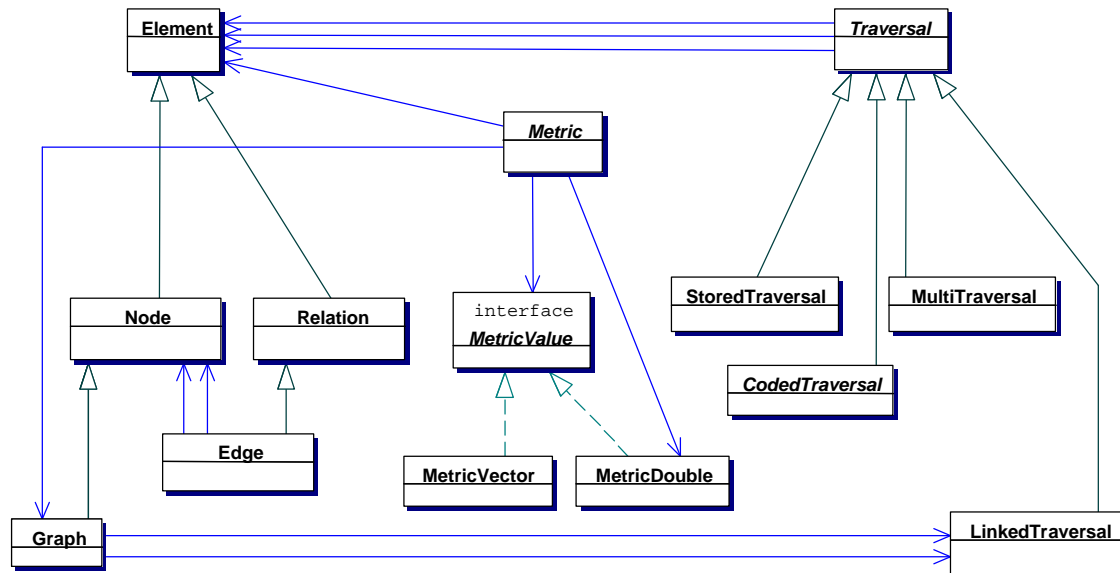 Element
Traversal
Metric
StoredTraversal
MultiTraversal
Node
Relation
interface
MetricValue
CodedTraversal
Edge
MetricVector
MetricDouble
Graph
LinkedTraversal